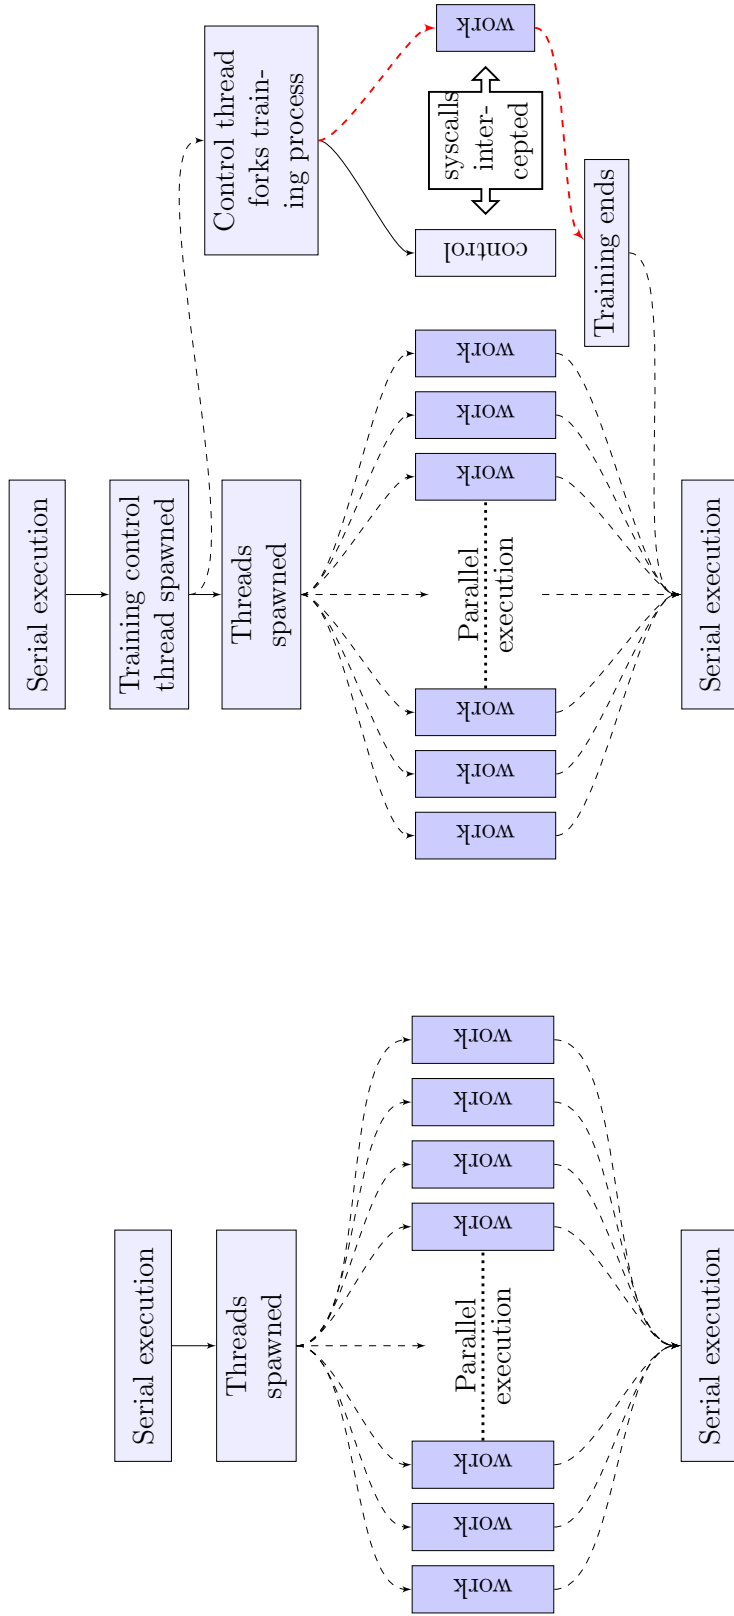 Serial execution
Threads
spawned
work
work
work
Parallel
execution
work
work
work
work
Serial execution
Serial execution
Training control
thread spawned
Threads
spawned
Control thread
forks train-
ing process
work
work
work
Parallel
execution
work
work
work
control
syscalls
inter-
cepted
work
Training ends
Serial execution